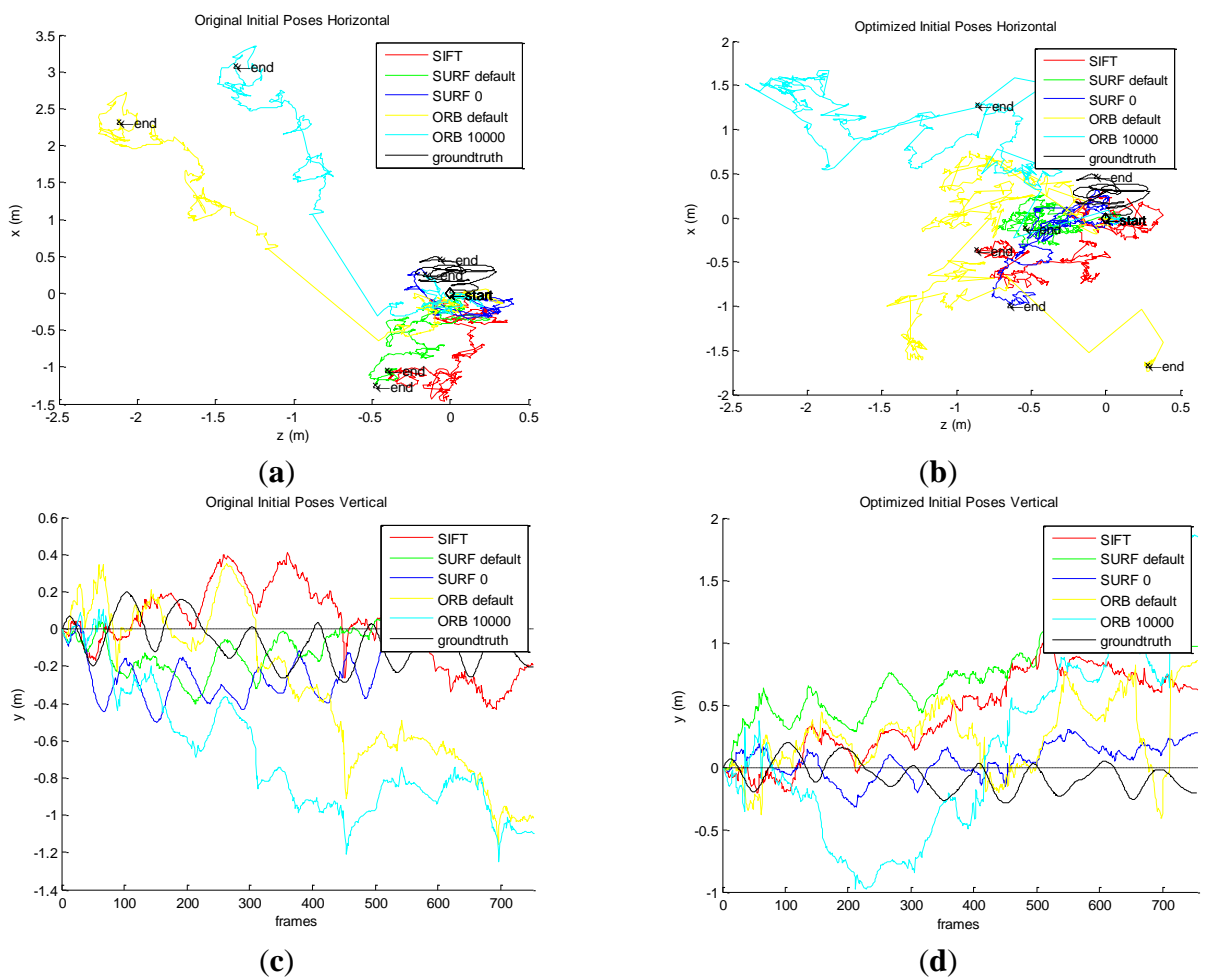 Original Initial Poses Horizontal
3.5
3
2.5
2
1.5
1
0.5
0
-0.5
-1
-1.5
x (m)
SIFT
SURF default
SURF 0
ORB default
ORB 10000
groundtruth
end
end
end
end
start
end
end
-2.5
-2
-1.5
-1
-0.5
0
0.5
z (m)
(a)
Optimized Initial Poses Horizontal
2
1.5
1
0.5
0
-0.5
-1
-1.5
-2
x (m)
SIFT
SURF default
SURF 0
ORB default
ORB 10000
groundtruth
end
end
start
end
end
end
end
-2.5
-2
-1.5
-1
-0.5
0
0.5
z (m)
(b)
Original Initial Poses Vertical
0.6
0.4
0.2
0
-0.2
-0.4
-0.6
-0.8
-1
-1.2
-1.4
y (m)
SIFT
SURF default
SURF 0
ORB default
ORB 10000
groundtruth
0
100
200
300
400
500
600
700
frames
(c)
Optimized Initial Poses Vertical
2
1.5
1
0.5
0
-0.5
-1
y (m)
SIFT
SURF default
SURF 0
ORB default
ORB 10000
groundtruth
0
100
200
300
400
500
600
700
frames
(d)